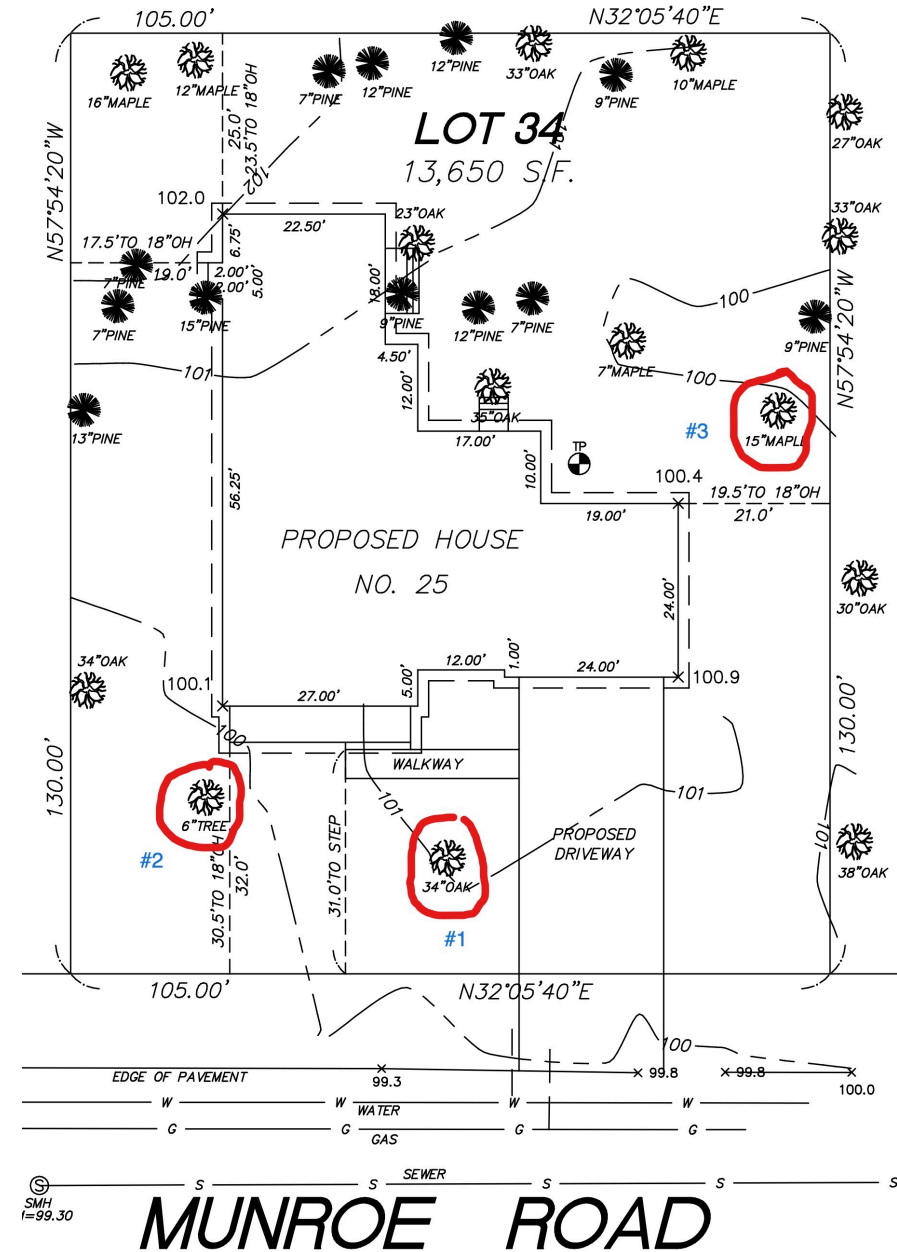 105.00'
N32°05'40"E
12"PINE
33"OAK
16"MAPLE
12"MAPLE
7"PINE
12"PINE
9"PINE
10"MAPLE
25.0'
23.5'TO 18"OH
LOT 34
13,650 S.F.
101
27"OAK
N57°54'20"W
102
102.0
22.50'
23"OAK
33"OAK
17.5'TO 18"OH
19.0'
6.75'
2.00'
2.00'
5.00'
18.00'
7"PINE
7"PINE
15"PINE
9"PINE
12"PINE
7"PINE
100
9"PINE
N57°54'20"W
7"MAPLE
100
101
4.50'
12.00'
35"OAK
17.00'
13"PINE
#3
15"MAPLE
TP
10.00'
100.4
19.5'TO 18"OH
21.0'
19.00'
56.25'
PROPOSED HOUSE
NO. 25
24.00'
30"OAK
34"OAK
100.1
27.00'
5.00'
12.00'
1.00'
24.00'
100.9
100
WALKWAY
130.00'
130.00'
101
101
101
6"TREE
#2
30.5'TO 18"OH
32.0'
31.0'TO STEP
34"OAK
#1
PROPOSED
DRIVEWAY
38"OAK
105.00'
N32°05'40"E
100
EDGE OF PAVEMENT
99.3
99.8
99.8
100.0
W W W W
WATER
G G G G
GAS
SEWER
S S S S S S
SMH
I=99.30
MUNROE ROAD